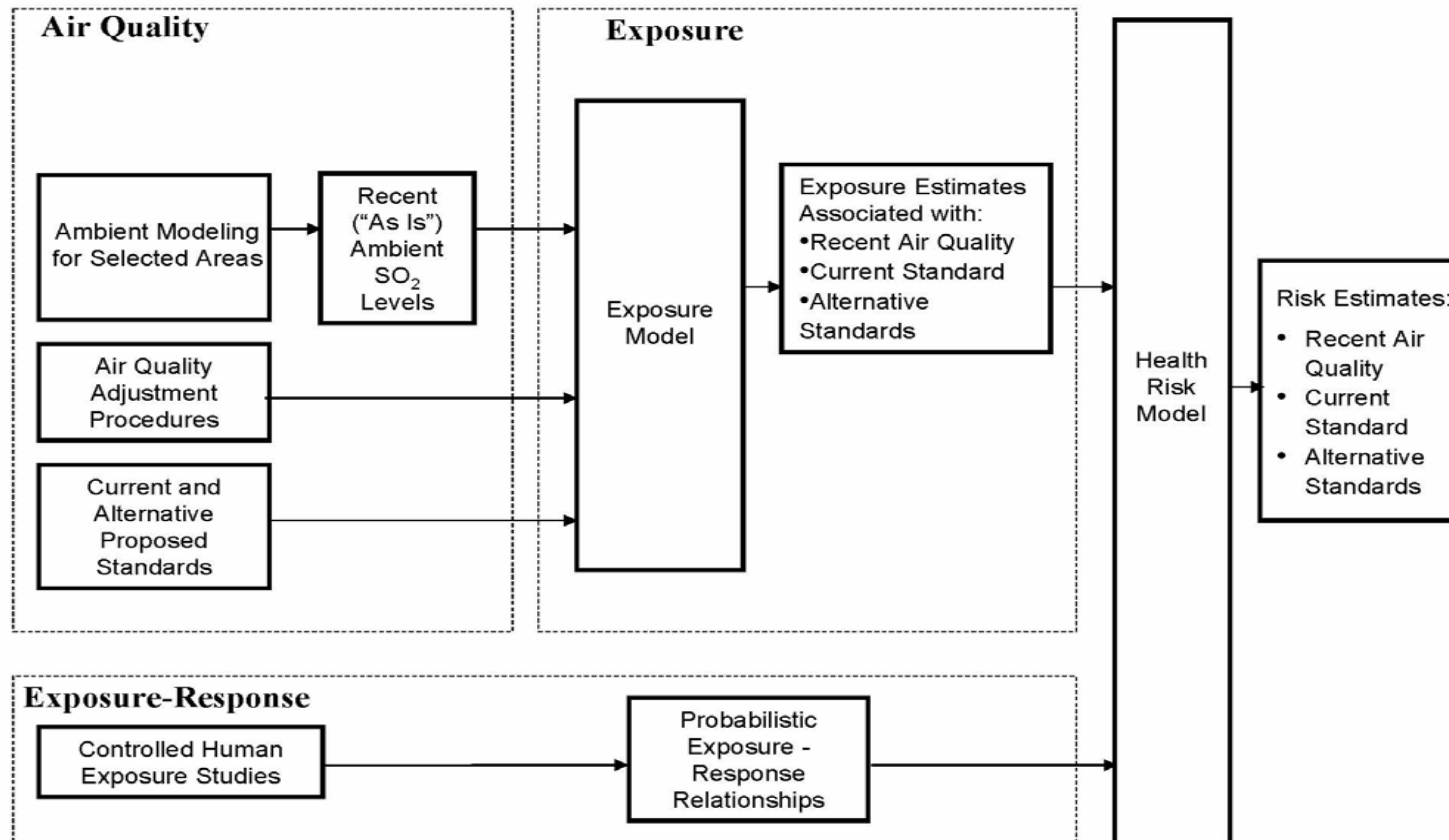 Air Quality
Ambient Modeling
for Selected Areas
Recent
(“As Is”)
Ambient
SO₂
Levels
Air Quality
Adjustment
Procedures
Current and
Alternative
Proposed
Standards
Exposure
Exposure
Model
Exposure Estimates
Associated with:
•Recent Air Quality
•Current Standard
•Alternative
Standards
Health
Risk
Model
Risk Estimates:
• Recent Air
Quality
• Current
Standard
• Alternative
Standards
Exposure-Response
Controlled Human
Exposure Studies
Probabilistic
Exposure -
Response
Relationships